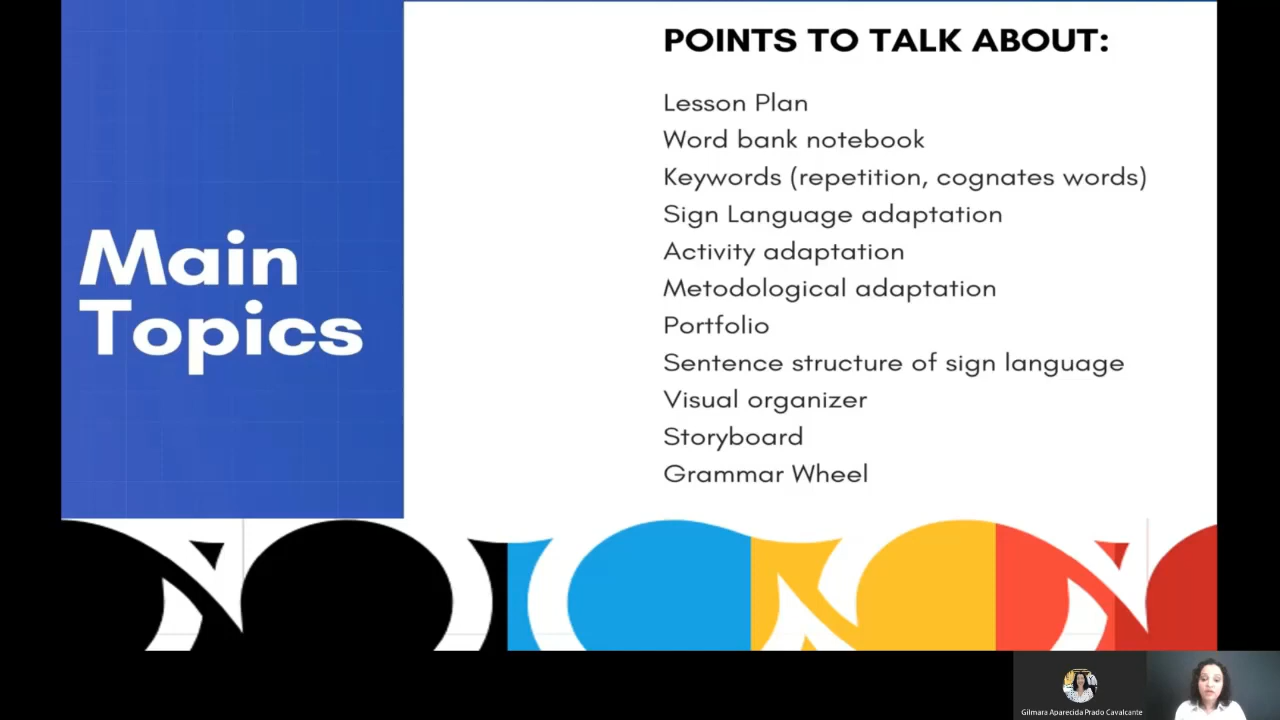 Main
Topics
POINTS TO TALK ABOUT:
Lesson Plan
Word bank notebook
Keywords (repetition, cognates words)
Sign Language adaptation
Activity adaptation
Metodological adaptation
Portfolio
Sentence structure of sign language
Visual organizer
Storyboard
Grammar Wheel
Gilmara Aparecida Prado Cavalcante